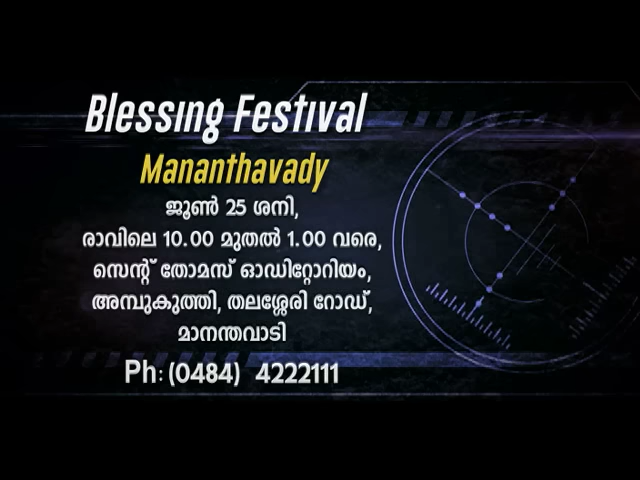 Blessing Festival
Mananthavady
ജൂൺ 25 ശനി,
രാവിലെ 10.00 മുതൽ 1.00 വരെ,
സെന്റ് തോമസ് ഓഡിറ്റോറിയം,
അമ്പുകുത്തി, തലശ്ശേരി റോഡ്,
മാനന്തവാടി
Ph: (0484) 4222111